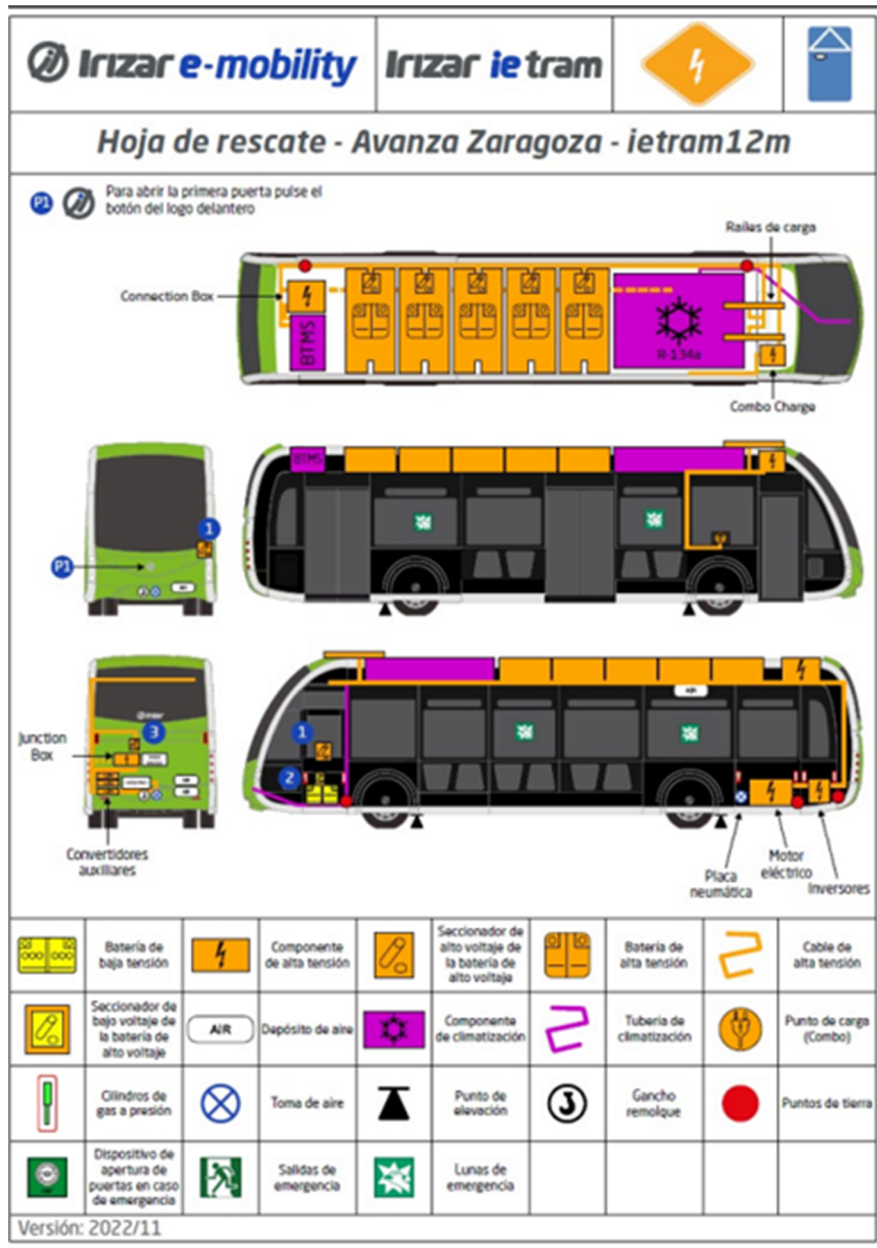 Irizar e-mobility
Irizar ie tram
Hoja de rescate - Avanza Zaragoza - ietram12m
P1
Para abrir la primera puerta pulse el
botón del logo delantero
Raíles de carga
Connection Box
BTMS
R-134a
Combo Charge
BTMS
1
P1
AIR
3
1
2
Junction
Box
Convertidores
auxiliares
Placa
neumática
Motor
eléctrico
Inversores
Batería de
baja tensión
Componente
de alta tensión
Seccionador de
alto voltaje de
la batería de
alto voltaje
Batería de
alta tensión
Cable de
alta tensión
Seccionador de
bajo voltaje de
la batería de
alto voltaje
AIR
Depósito de aire
Componente
de climatización
Tubería de
climatización
Punto de carga
(Combo)
Cilindros de
gas a presión
Toma de aire
Punto de
elevación
Gancho
remolque
Puntos de tierra
Dispositivo de
apertura de
puertas en caso
de emergencia
Salidas de
emergencia
Lunas de
emergencia
Versión: 2022/11